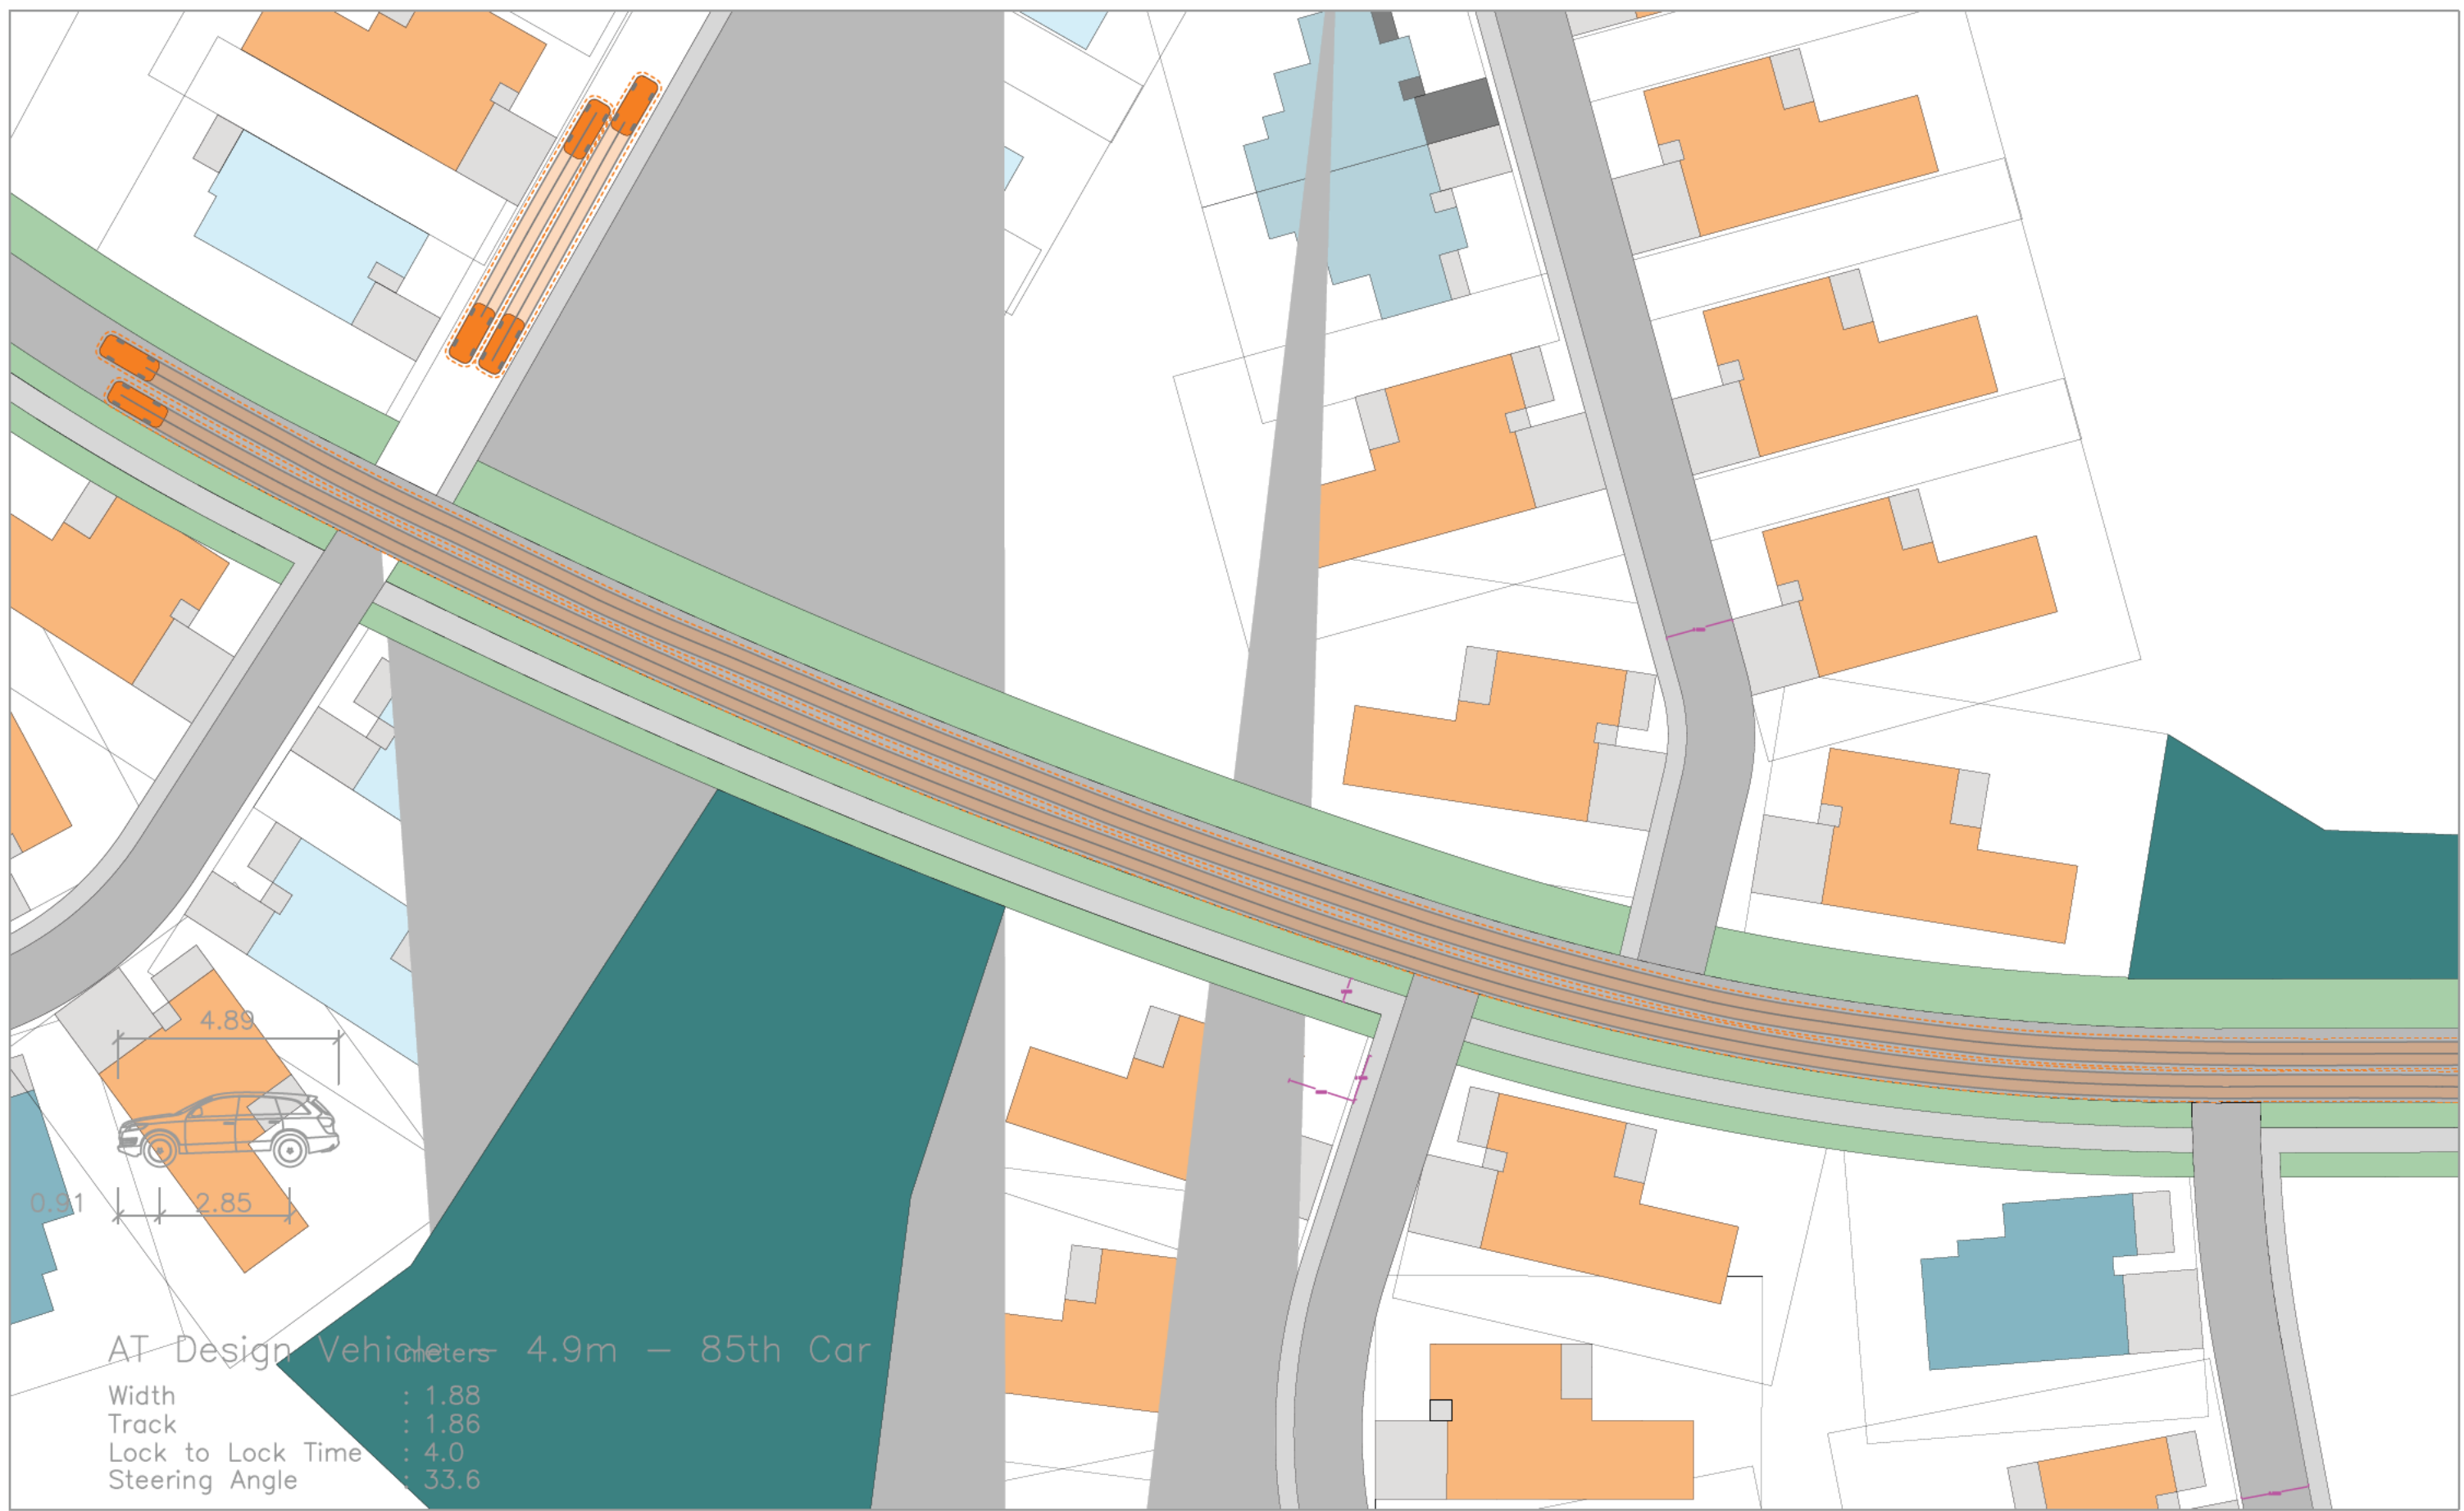 4.89
0.91 2.85
AT Design Vehicle - 4.9m - 85th Car
meters
Width : 1.88
Track : 1.86
Lock to Lock Time : 4.0
Steering Angle : 33.6